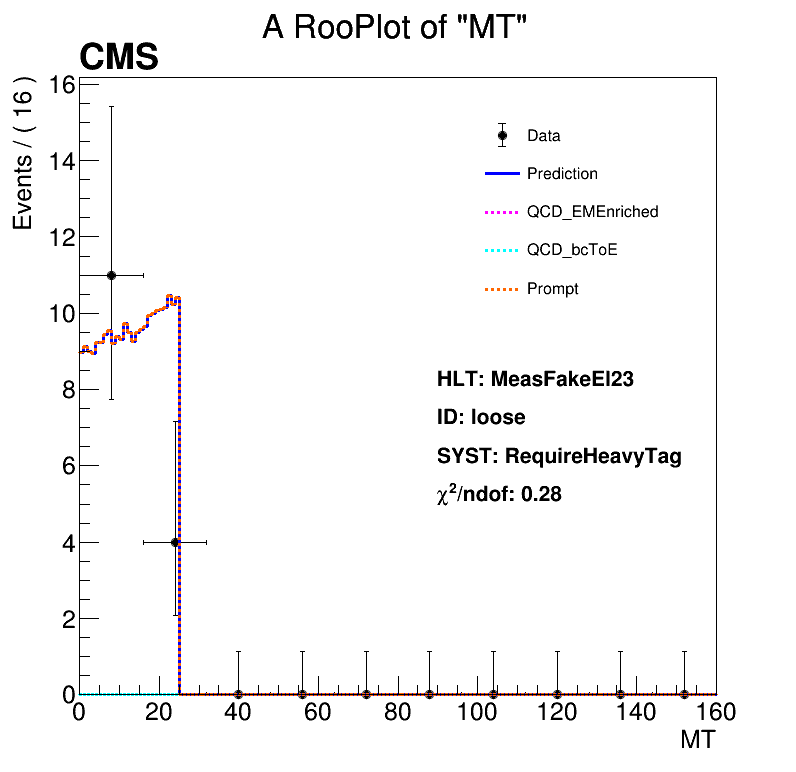 A RooPlot of "MT"
CMS
Events / ( 16 )
16
14
12
10
8
6
4
2
0
Data
Prediction
QCD_EMEnriched
QCD_bcToE
Prompt
HLT: MeasFakeEl23
ID: loose
SYST: RequireHeavyTag
χ²/ndof: 0.28
0 20 40 60 80 100 120 140 160
MT